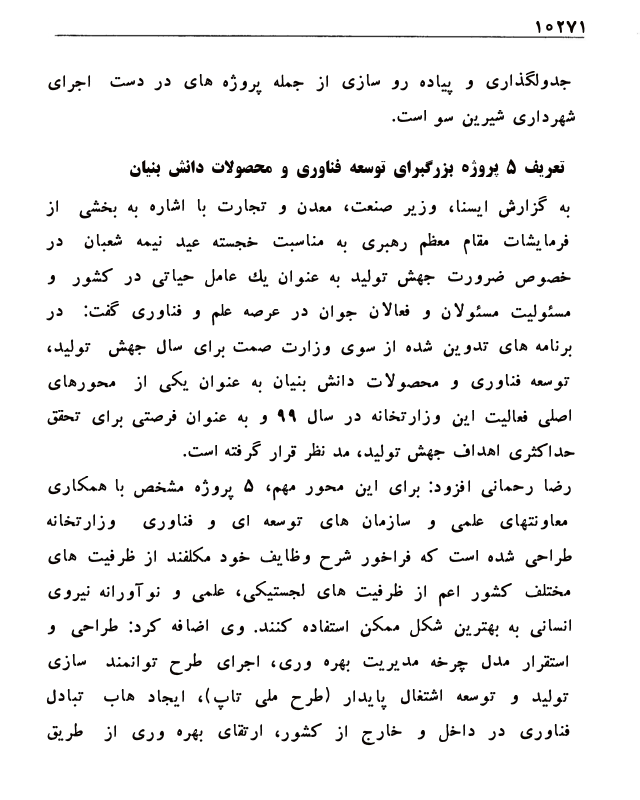 ۱۰۲۷۱
جدولگذاری و پیاده رو سازی از جمله پروژه های در دست اجرای
شهرداری شیرین سو است.
تعریف ۵ پروژه بزرگبرای توسعه فناوری و محصولات دانش بنیان
به گزارش ایسنا، وزیر صنعت، معدن و تجارت با اشاره به بخشی از
فرمایشات مقام معظم رهبری به مناسبت خجسته عید نیمه شعبان در
خصوص ضرورت جهش تولید به عنوان یك عامل حیاتی در کشور و
مسئولیت مسئولان و فعالان جوان در عرصه علم و فناوری گفت: در
برنامه های تدوین شده از سوی وزارت صمت برای سال جهش تولید،
توسعه فناوری و محصولات دانش بنیان به عنوان یکی از محورهای
اصلی فعالیت این وزارتخانه در سال ۹۹ و به عنوان فرصتی برای تحقق
حداکثری اهداف جهش تولید، مد نظر قرار گرفته است.
رضا رحمانی افزود: برای این محور مهم، ۵ پروژه مشخص با همکاری
معاونتهای علمی و سازمان های توسعه ای و فناوری وزارتخانه
طراحی شده است که فراخور شرح وظایف خود مکلفند از ظرفیت های
مختلف کشور اعم از ظرفیت های لجستیکی، علمی و نوآورانه نیروی
انسانی به بهترین شکل ممکن استفاده کنند. وی اضافه کرد: طراحی و
استقرار مدل چرخه مدیریت بهره وری، اجرای طرح توانمند سازی
تولید و توسعه اشتغال پایدار (طرح ملی تاپ)، ایجاد هاب تبادل
فناوری در داخل و خارج از کشور، ارتقای بهره وری از طریق